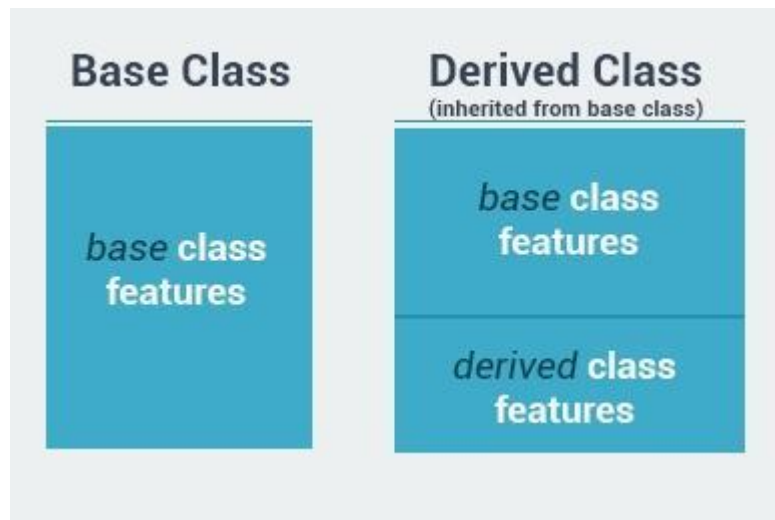 Base Class
base class
features
Derived Class
(inherited from base class)
base class
features
derived class
features